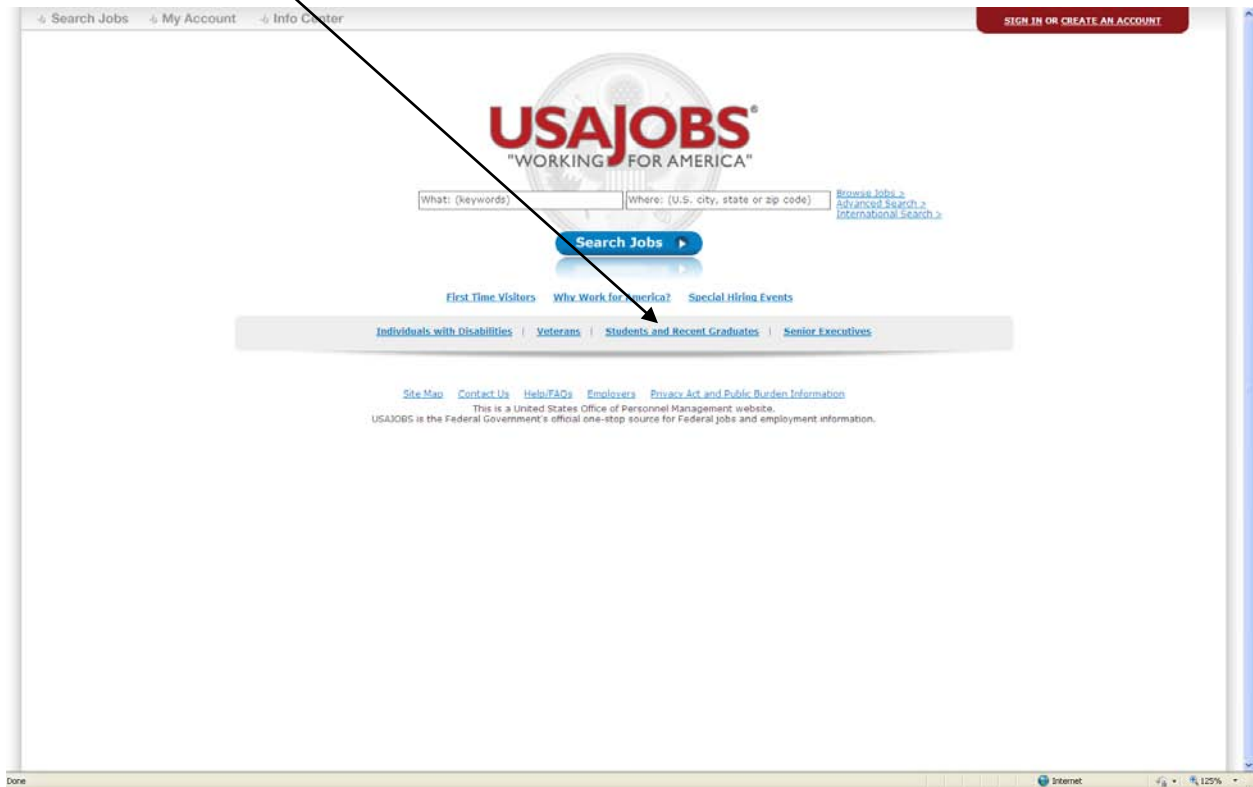 Search Jobs My Account Info Center SIGN IN OR CREATE AN ACCOUNT
USAJOBS®
"WORKING FOR AMERICA"
What: (keywords) Where: (U.S. city, state or zip code) Browse Jobs >
Advanced Search >
International Search >
Search Jobs
First Time Visitors Why Work for America? Special Hiring Events
Individuals with Disabilities | Veterans | Students and Recent Graduates | Senior Executives
Site Map Contact Us Help/FAQs Employers Privacy Act and Public Burden Information
This is a United States Office of Personnel Management website.
USAJOBS is the Federal Government's official one-stop source for Federal jobs and employment information.
Done Internet 125%